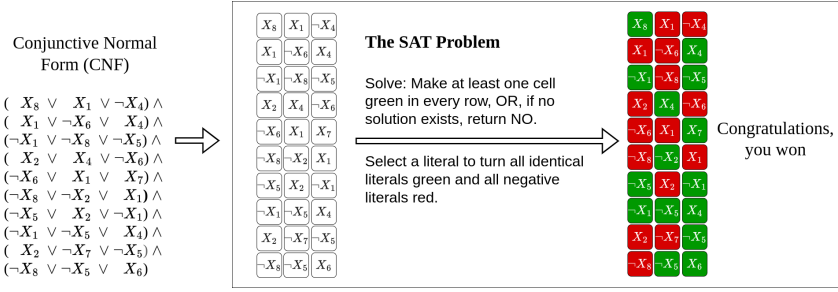 Conjunctive Normal
Form (CNF)
( X₈ ∨ X₁ ∨ ¬X₄) ∧
( X₁ ∨ ¬X₆ ∨ X₄) ∧
(¬X₁ ∨ ¬X₈ ∨ ¬X₅) ∧
( X₂ ∨ X₄ ∨ ¬X₆) ∧
(¬X₆ ∨ X₁ ∨ X₇) ∧
(¬X₈ ∨ ¬X₂ ∨ X₁) ∧
(¬X₅ ∨ X₂ ∨ ¬X₁) ∧
(¬X₁ ∨ ¬X₅ ∨ X₄) ∧
( X₂ ∨ ¬X₇ ∨ ¬X₅) ∧
(¬X₈ ∨ ¬X₅ ∨ X₆)
X₈ X₁ ¬X₄
X₁ ¬X₆ X₄
¬X₁ ¬X₈ ¬X₅
X₂ X₄ ¬X₆
¬X₆ X₁ X₇
¬X₈ ¬X₂ X₁
¬X₅ X₂ ¬X₁
¬X₁ ¬X₅ X₄
X₂ ¬X₇ ¬X₅
¬X₈ ¬X₅ X₆
The SAT Problem
Solve: Make at least one cell
green in every row, OR, if no
solution exists, return NO.
Select a literal to turn all identical
literals green and all negative
literals red.
X₈ X₁ ¬X₄
X₁ ¬X₆ X₄
¬X₁ ¬X₈ ¬X₅
X₂ X₄ ¬X₆
¬X₆ X₁ X₇
¬X₈ ¬X₂ X₁
¬X₅ X₂ ¬X₁
¬X₁ ¬X₅ X₄
X₂ ¬X₇ ¬X₅
¬X₈ ¬X₅ X₆
Congratulations,
you won